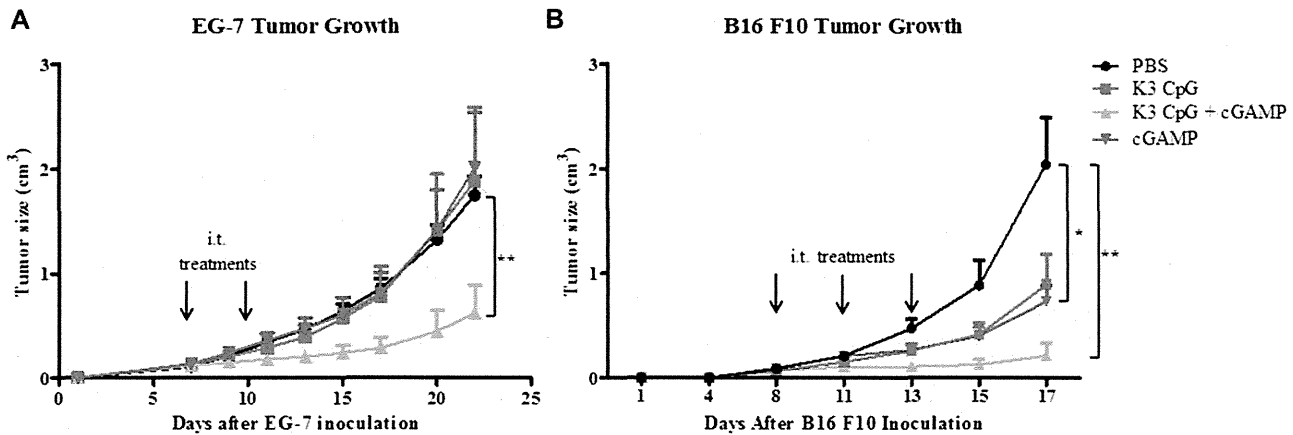 A
EG-7 Tumor Growth
Tumor size (cm³)
3
2
1
0
i.t.
treatments
**
0 5 10 15 20 25
Days after EG-7 inoculation
B
B16 F10 Tumor Growth
Tumor size (cm³)
3
2
1
0
i.t. treatments
*
**
1 4 8 11 13 15 17
Days After B16 F10 Inoculation
PBS
K3 CpG
K3 CpG + cGAMP
cGAMP